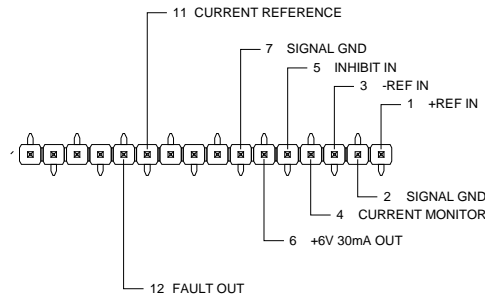 11 CURRENT REFERENCE
7 SIGNAL GND
5 INHIBIT IN
3 -REF IN
1 +REF IN
2 SIGNAL GND
4 CURRENT MONITOR
6 +6V 30mA OUT
12 FAULT OUT